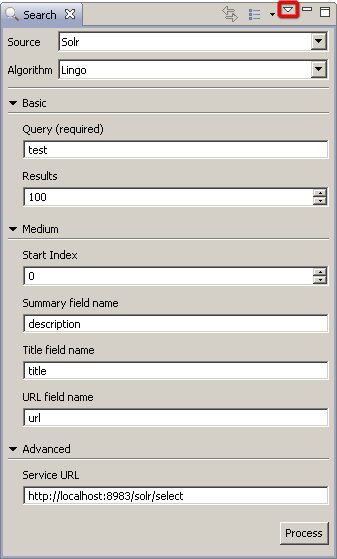 Search
Source Solr
Algorithm Lingo
Basic
Query (required)
test
Results
100
Medium
Start Index
0
Summary field name
description
Title field name
title
URL field name
url
Advanced
Service URL
http://localhost:8983/solr/select
Process